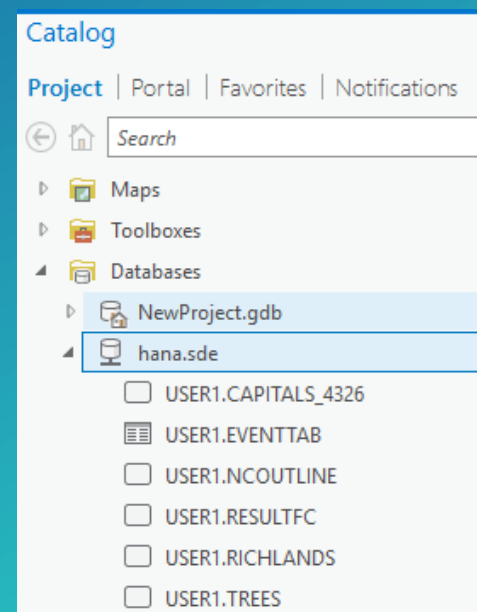 Catalog
Project | Portal | Favorites | Notifications
Search
Maps
Toolboxes
Databases
NewProject.gdb
hana.sde
USER1.CAPITALS_4326
USER1.EVENTTAB
USER1.NCOUTLINE
USER1.RESULTFC
USER1.RICHLANDS
USER1.TREES